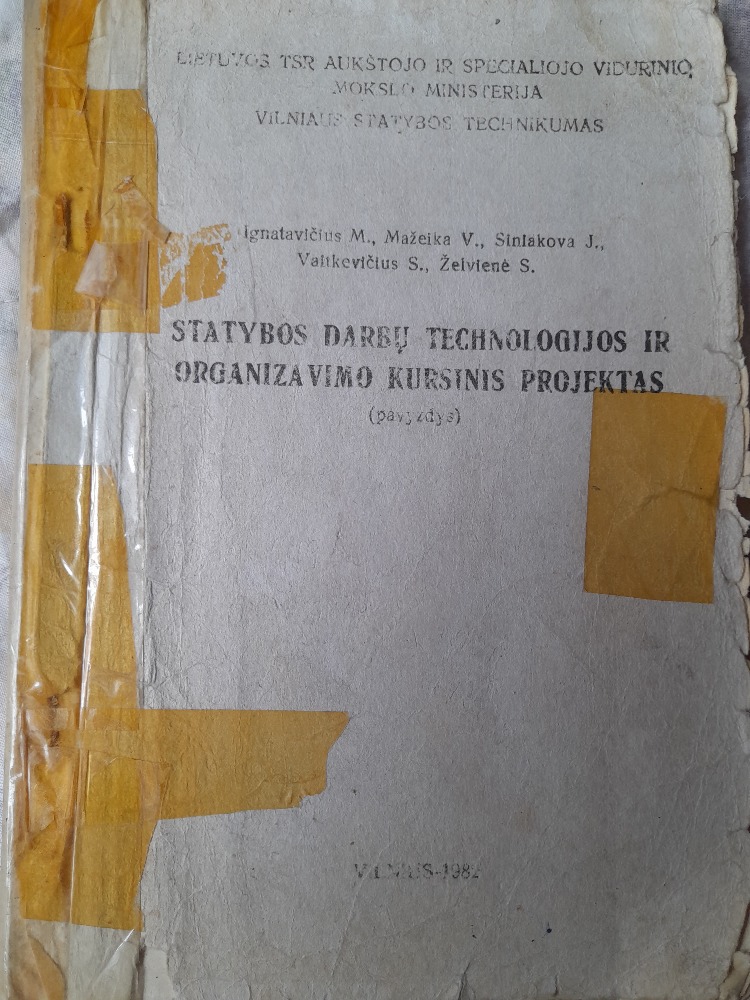 LIETUVOS TSR AUKŠTOJO IR SPECIALIOJO VIDURINIO
MOKSLO MINISTERIJA
VILNIAUS STATYBOS TECHNIKUMAS
Ignatavičius M., Mažeika V., Siniakova J.,
Vaitkevičius S., Želvienė S.
STATYBOS DARBŲ TECHNOLOGIJOS IR
ORGANIZAVIMO KURSINIS PROJEKTAS
(pavyzdys)
VILNIUS-1982